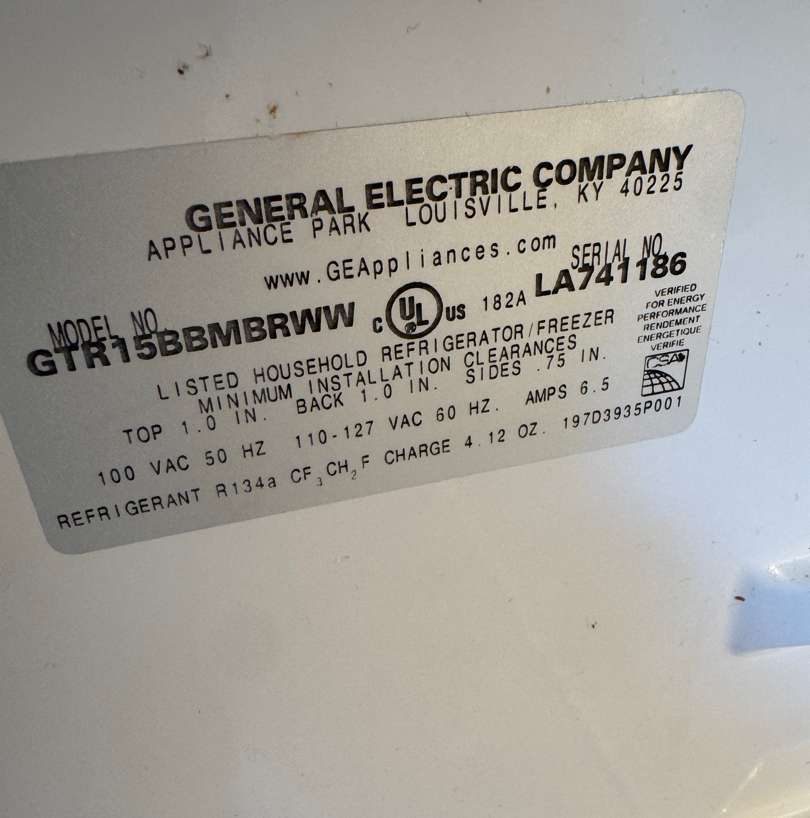 GENERAL ELECTRIC COMPANY
APPLIANCE PARK LOUISVILLE, KY 40225
www.GEAppliances.com
MODEL NO.
GTR15BBMBRWW
c UL ® US 182A
SERIAL NO.
LA741186
LISTED HOUSEHOLD REFRIGERATOR/FREEZER
MINIMUM INSTALLATION CLEARANCES
TOP 1.0 IN. BACK 1.0 IN. SIDES .75 IN.
100 VAC 50 HZ 110-127 VAC 60 HZ. AMPS 6.5
REFRIGERANT R134a CF₃CH₂F CHARGE 4.12 OZ. 197D3935P001
VERIFIED
FOR ENERGY
PERFORMANCE
RENDEMENT
ENERGETIQUE
VERIFIE
CSA